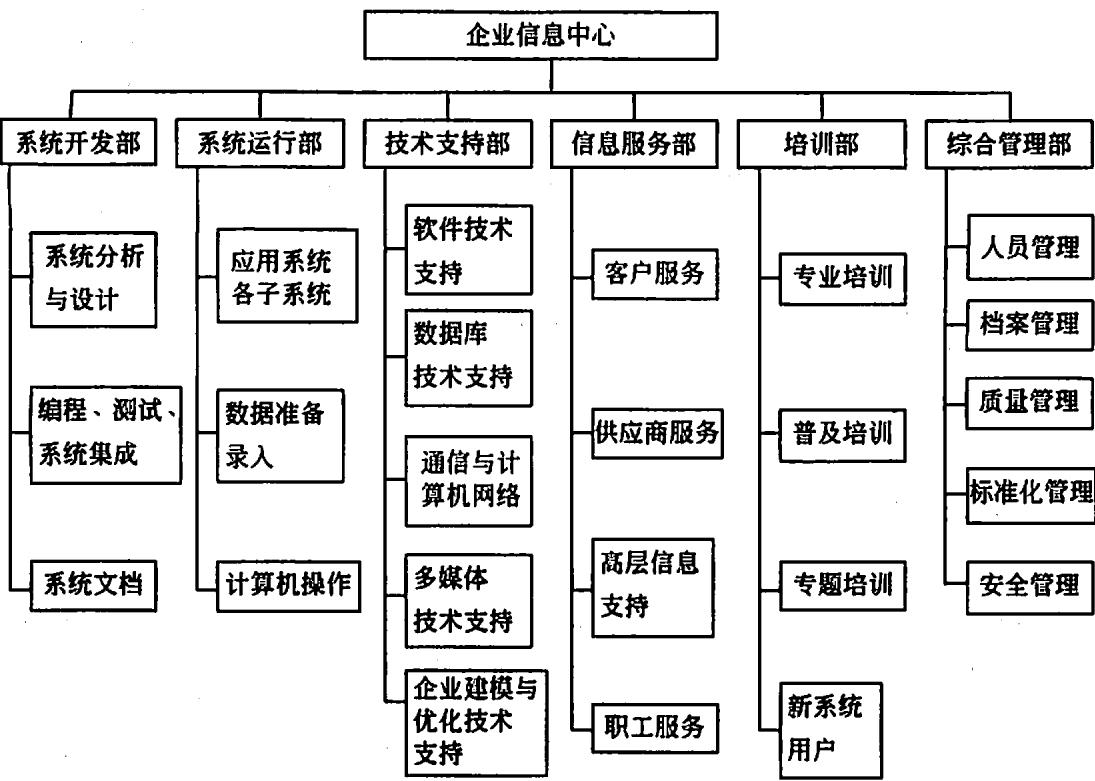 企业信息中心
系统开发部
系统运行部
技术支持部
信息服务部
培训部
综合管理部
系统分析
与设计
编程、测试、
系统集成
系统文档
应用系统
各子系统
数据准备
录入
计算机操作
软件技术
支持
数据库
技术支持
通信与计
算机网络
多媒体
技术支持
企业建模与
优化技术
支持
客户服务
供应商服务
高层信息
支持
职工服务
专业培训
普及培训
专题培训
新系统
用户
人员管理
档案管理
质量管理
标准化管理
安全管理